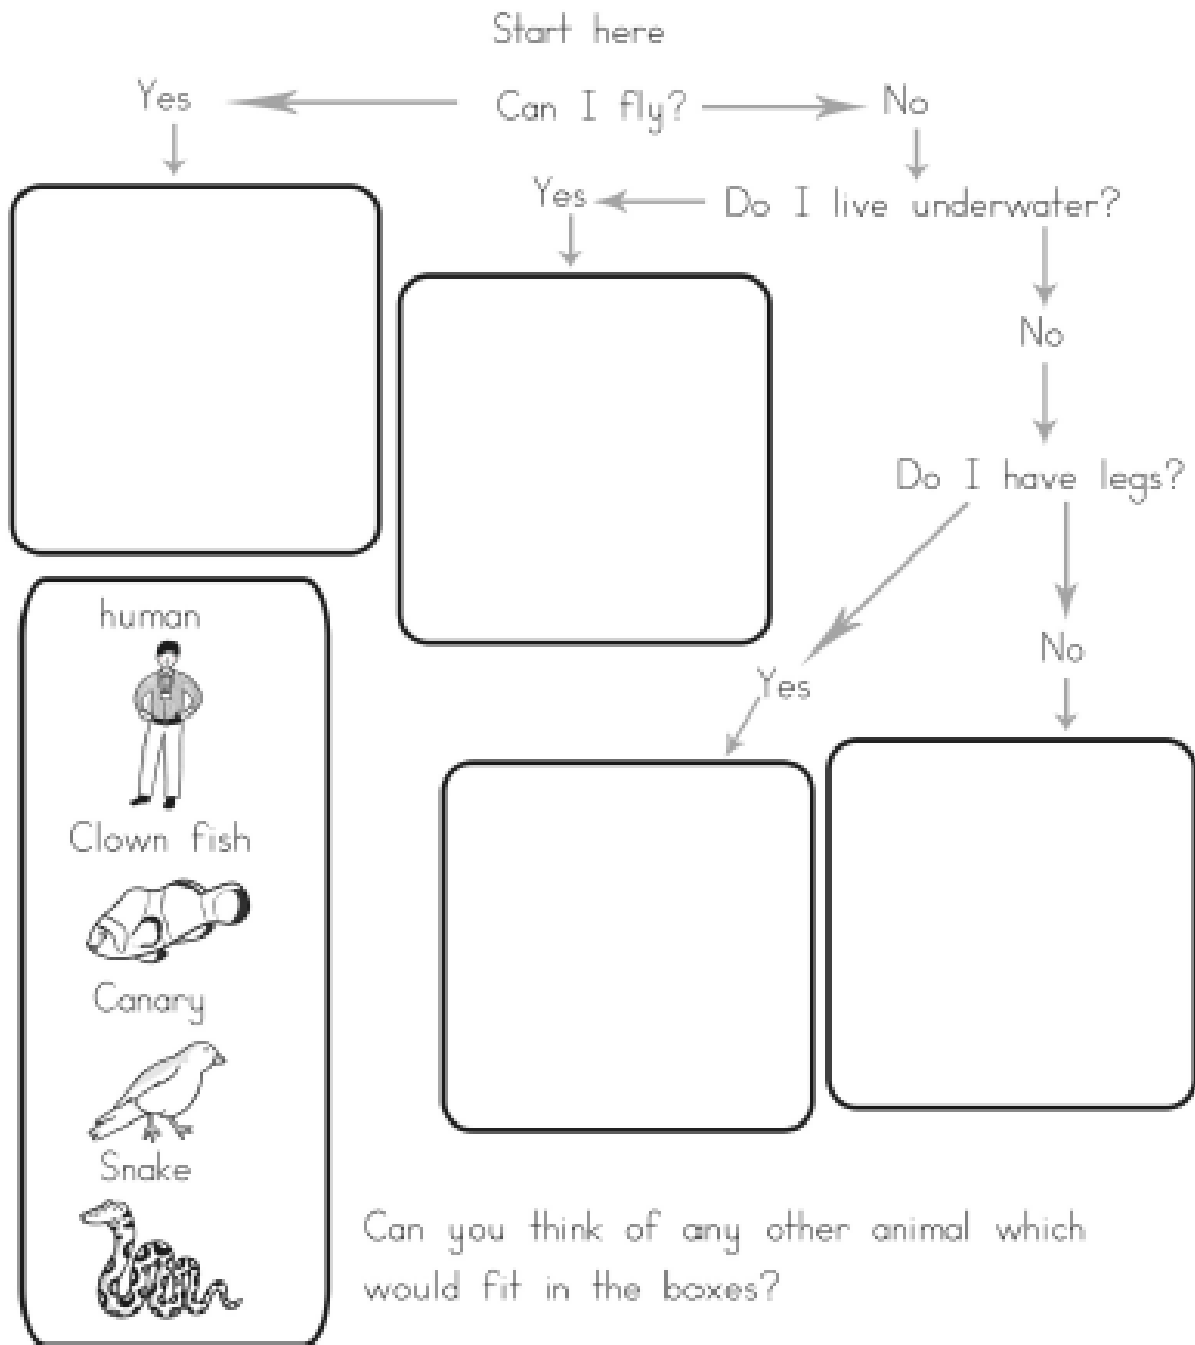 Start here
Yes Can I fly? No
Yes Do I live underwater?
No
Do I have legs?
No
Yes
human
Clown fish
Canary
Snake
Can you think of any other animal which
would fit in the boxes?